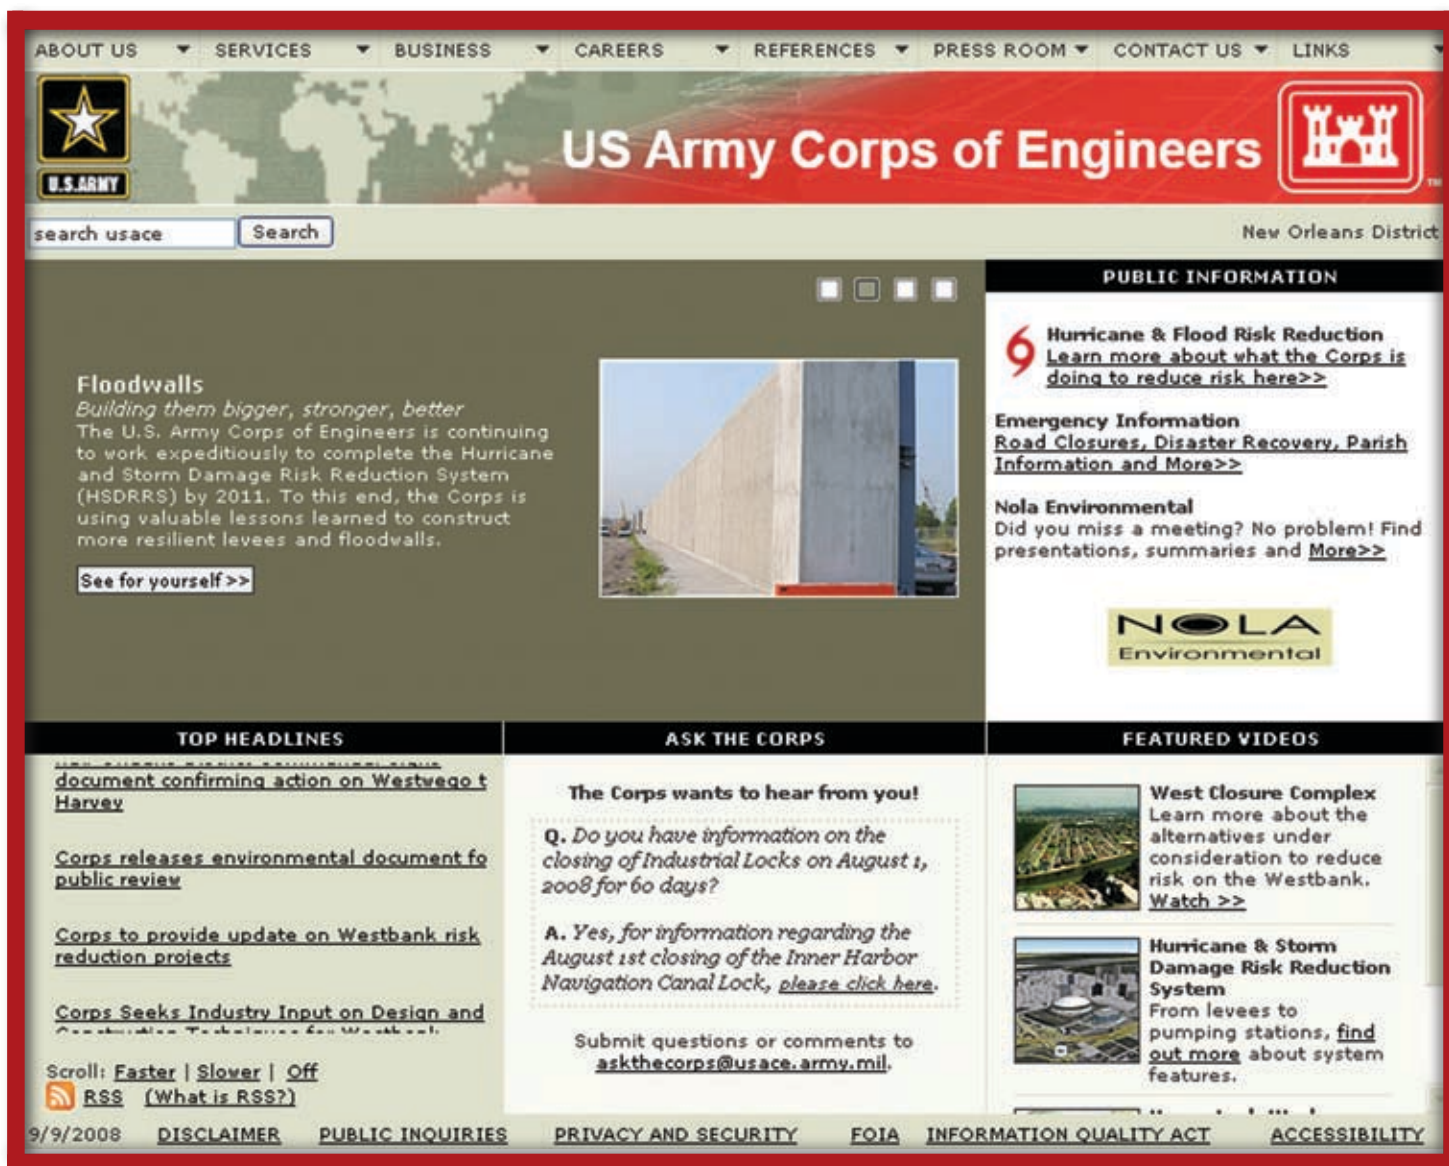 ABOUT US SERVICES BUSINESS CAREERS REFERENCES PRESS ROOM CONTACT US LINKS
U.S.ARMY
US Army Corps of Engineers
TM
search usace Search
New Orleans District
Floodwalls
Building them bigger, stronger, better
The U.S. Army Corps of Engineers is continuing
to work expeditiously to complete the Hurricane
and Storm Damage Risk Reduction System
(HSDRRS) by 2011. To this end, the Corps is
using valuable lessons learned to construct
more resilient levees and floodwalls.
See for yourself >>
PUBLIC INFORMATION
Hurricane & Flood Risk Reduction
Learn more about what the Corps is
doing to reduce risk here>>
Emergency Information
Road Closures, Disaster Recovery, Parish
Information and More>>
Nola Environmental
Did you miss a meeting? No problem! Find
presentations, summaries and More>>
NOLA
Environmental
TOP HEADLINES
document confirming action on Westwego t
Harvey
Corps releases environmental document fo
public review
Corps to provide update on Westbank risk
reduction projects
Corps Seeks Industry Input on Design and
Scroll: Faster | Slower | Off
RSS (What is RSS?)
ASK THE CORPS
The Corps wants to hear from you!
Q. Do you have information on the
closing of Industrial Locks on August 1,
2008 for 60 days?
A. Yes, for information regarding the
August 1st closing of the Inner Harbor
Navigation Canal Lock, please click here.
Submit questions or comments to
askthecorps@usace.army.mil.
FEATURED VIDEOS
West Closure Complex
Learn more about the
alternatives under
consideration to reduce
risk on the Westbank.
Watch >>
Hurricane & Storm
Damage Risk Reduction
System
From levees to
pumping stations, find
out more about system
features.
9/9/2008 DISCLAIMER PUBLIC INQUIRIES PRIVACY AND SECURITY FOIA INFORMATION QUALITY ACT ACCESSIBILITY